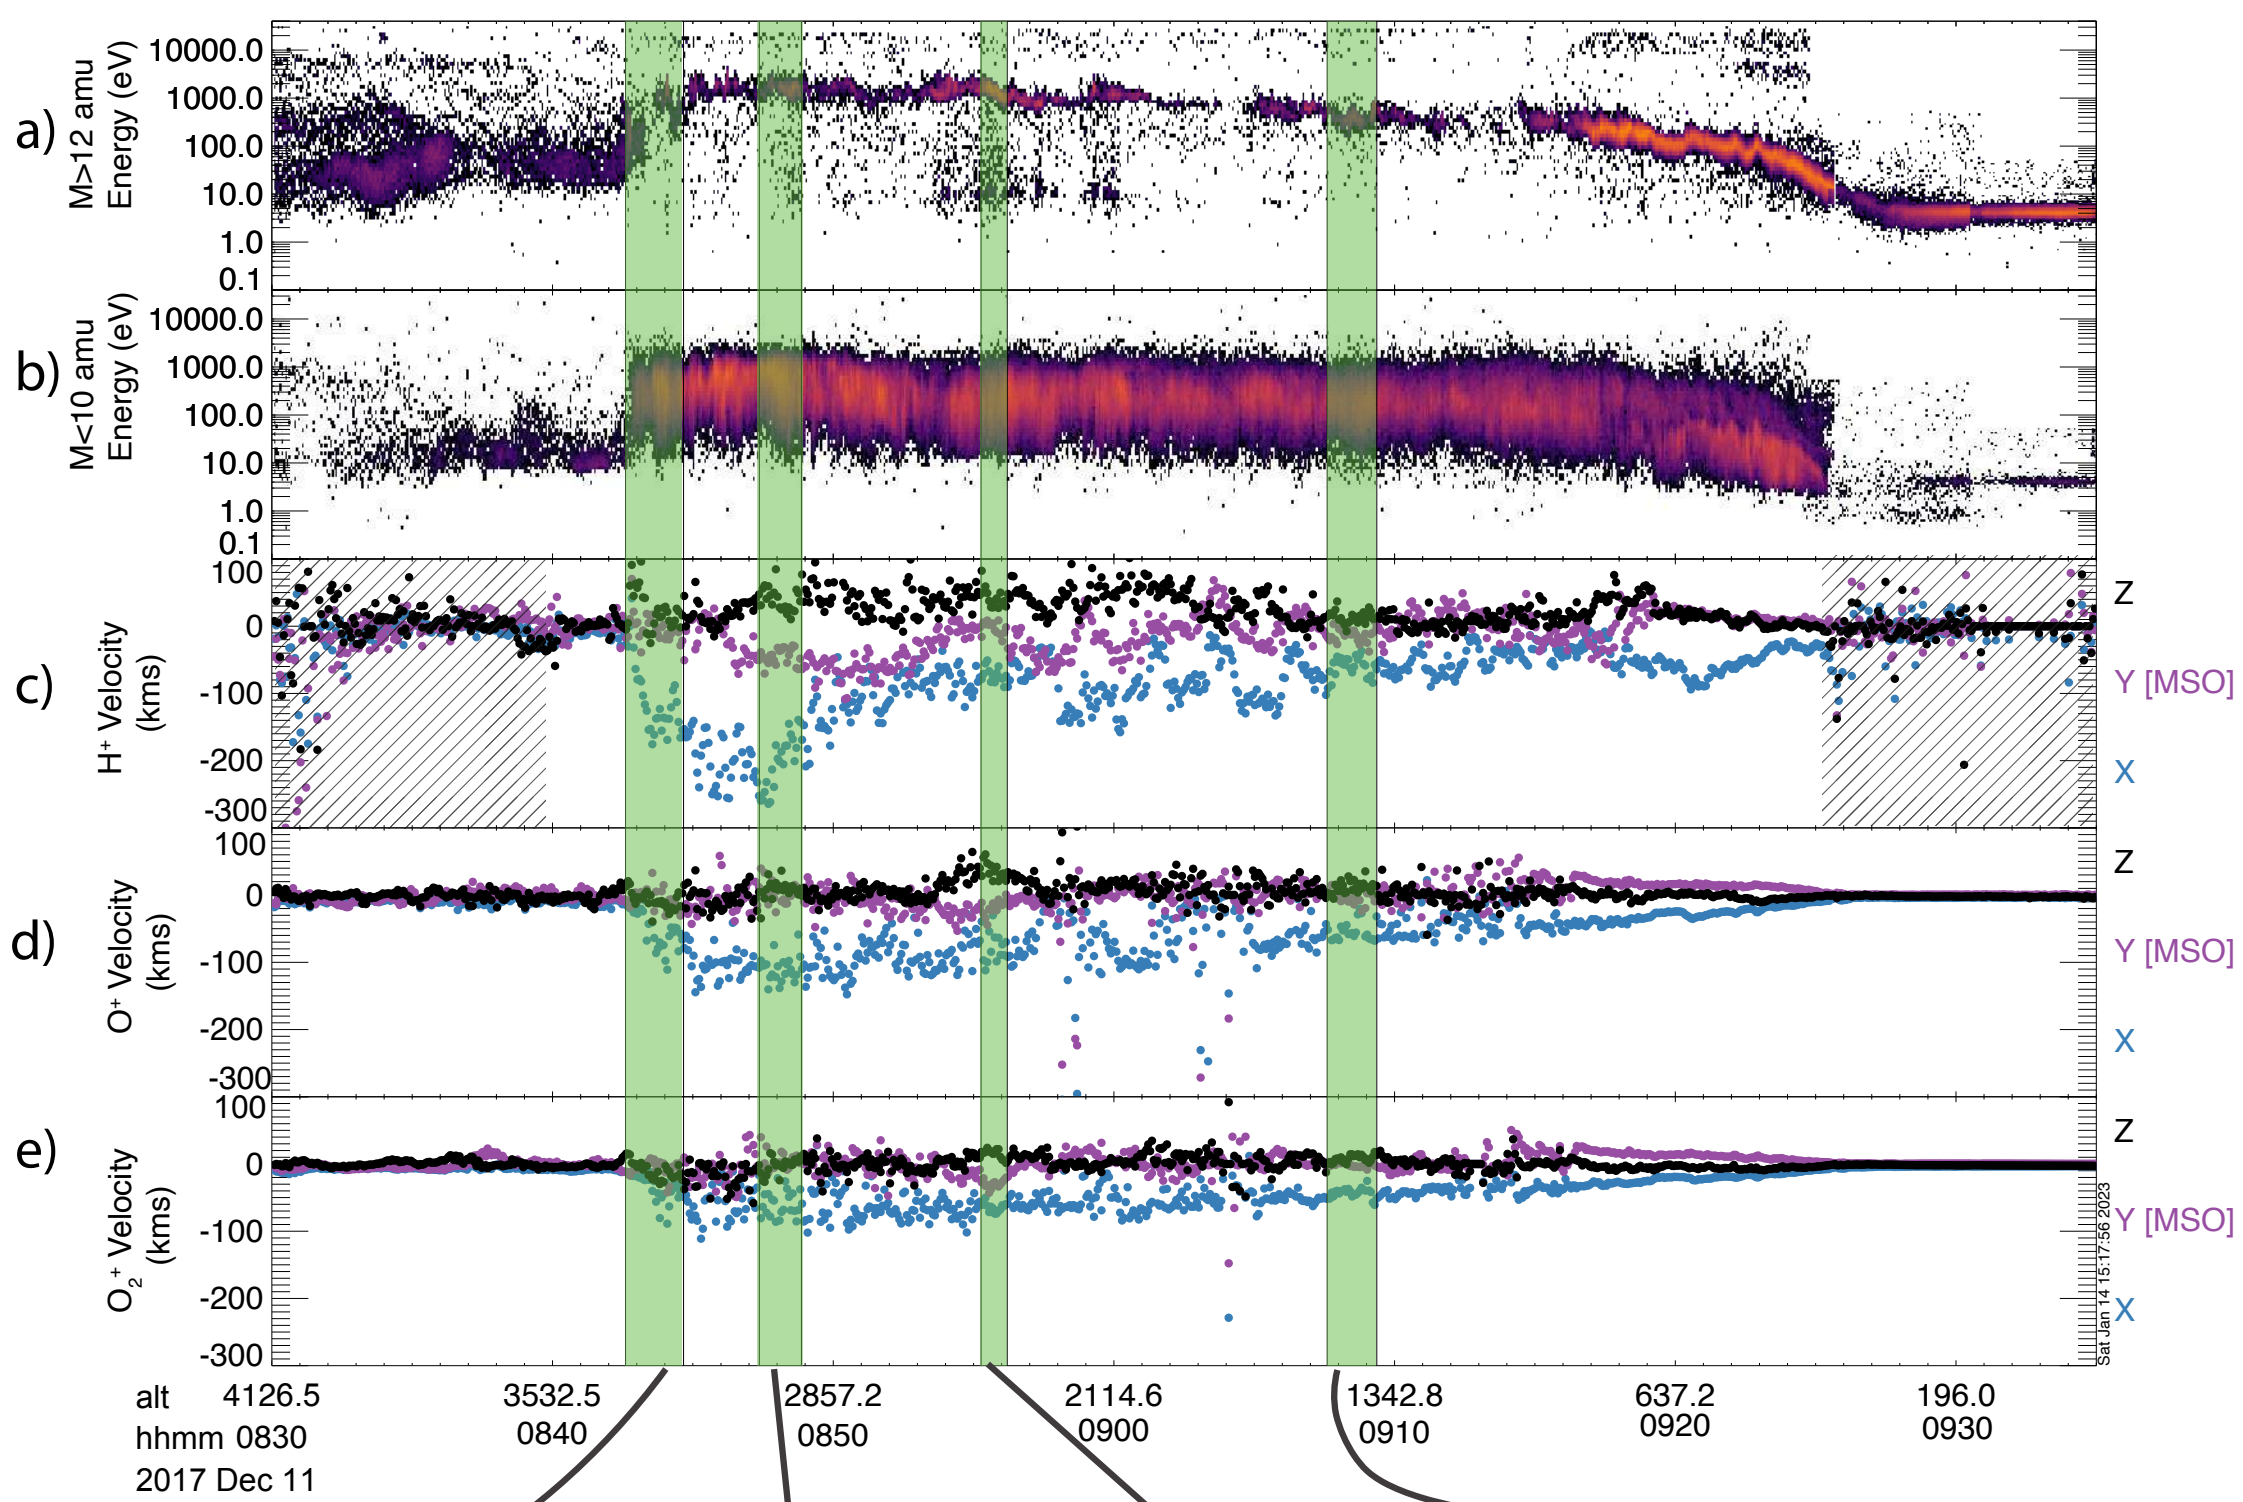 a)
M>12 amu
Energy (eV)
10000.0
1000.0
100.0
10.0
1.0
0.1
b)
M<10 amu
Energy (eV)
10000.0
1000.0
100.0
10.0
1.0
0.1
c)
H+ Velocity
(kms)
100
0
-100
-200
-300
Z
Y [MSO]
X
d)
O+ Velocity
(kms)
100
0
-100
-200
-300
Z
Y [MSO]
X
e)
O2+ Velocity
(kms)
100
0
-100
-200
-300
Z
Y [MSO]
X
Sat Jan 14 15:17:56 2023
alt 4126.5 3532.5 2857.2 2114.6 1342.8 637.2 196.0
hhmm 0830 0840 0850 0900 0910 0920 0930
2017 Dec 11